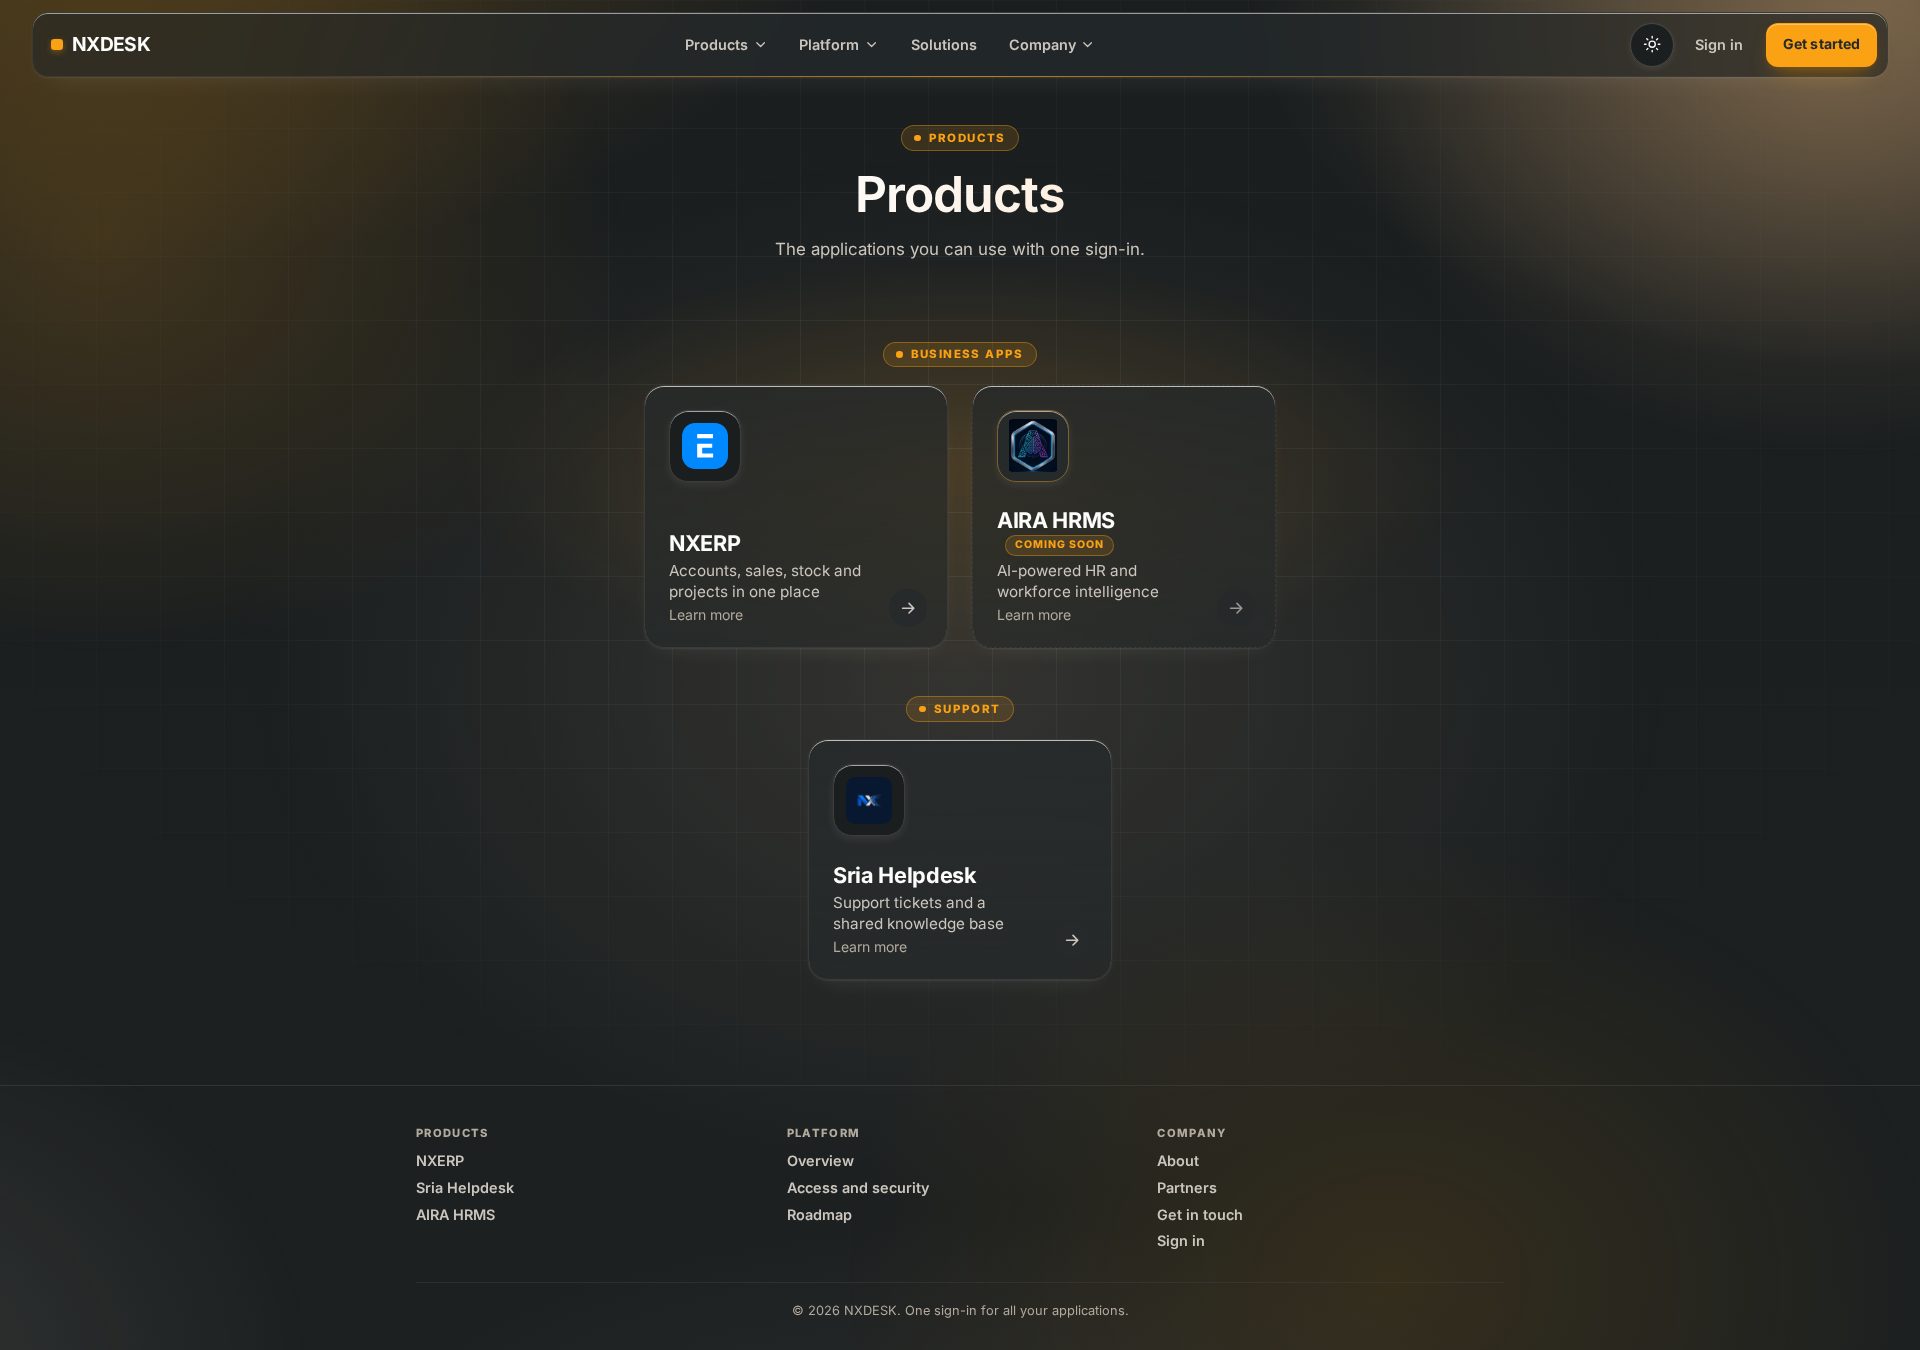 NXDESK
Products
Platform
Solutions
Company
Sign in
Get started
PRODUCTS
Products
The applications you can use with one sign-in.
BUSINESS APPS
E
NXERP
Accounts, sales, stock and
projects in one place
Learn more
A
AIRA HRMS
COMING SOON
AI-powered HR and
workforce intelligence
Learn more
SUPPORT
NX
Sria Helpdesk
Support tickets and a
shared knowledge base
Learn more
PRODUCTS
NXERP
Sria Helpdesk
AIRA HRMS
PLATFORM
Overview
Access and security
Roadmap
COMPANY
About
Partners
Get in touch
Sign in
© 2026 NXDESK. One sign-in for all your applications.